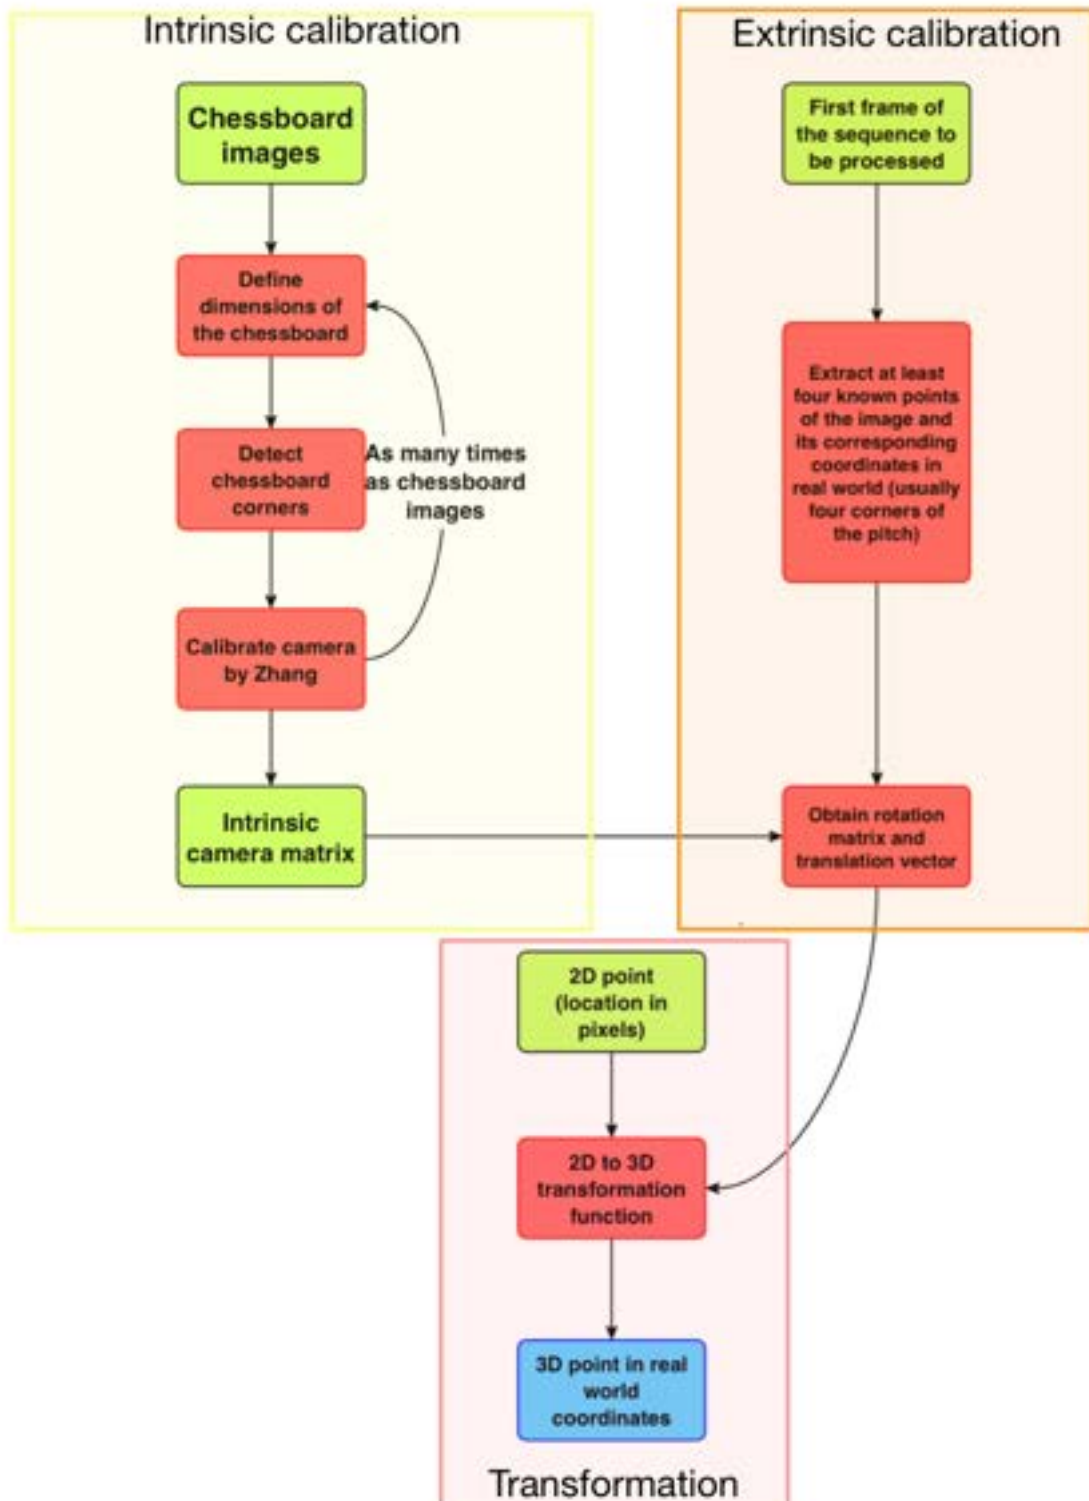 Intrinsic calibration
Chessboard
images
Define
dimensions of
the chessboard
Detect
chessboard
corners
As many times
as chessboard
images
Calibrate camera
by Zhang
Intrinsic
camera matrix
Extrinsic calibration
First frame of
the sequence to
be processed
Extract at least
four known points
of the image and
its corresponding
coordinates in
real world (usually
four corners of
the pitch)
Obtain rotation
matrix and
translation vector
2D point
(location in
pixels)
2D to 3D
transformation
function
3D point in real
world
coordinates
Transformation